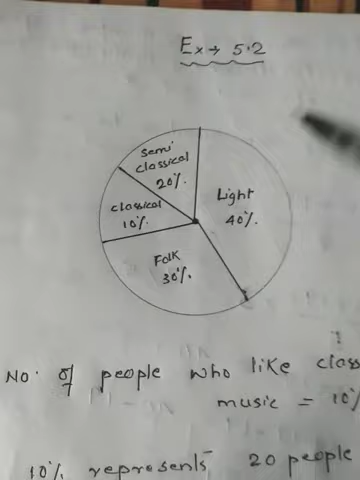 Ex → 5.2
Semi
classical
20%.
Light
40%.
classical
10%.
Folk
30%.
No. of people who like class
music = 10%
10% represents 20 people